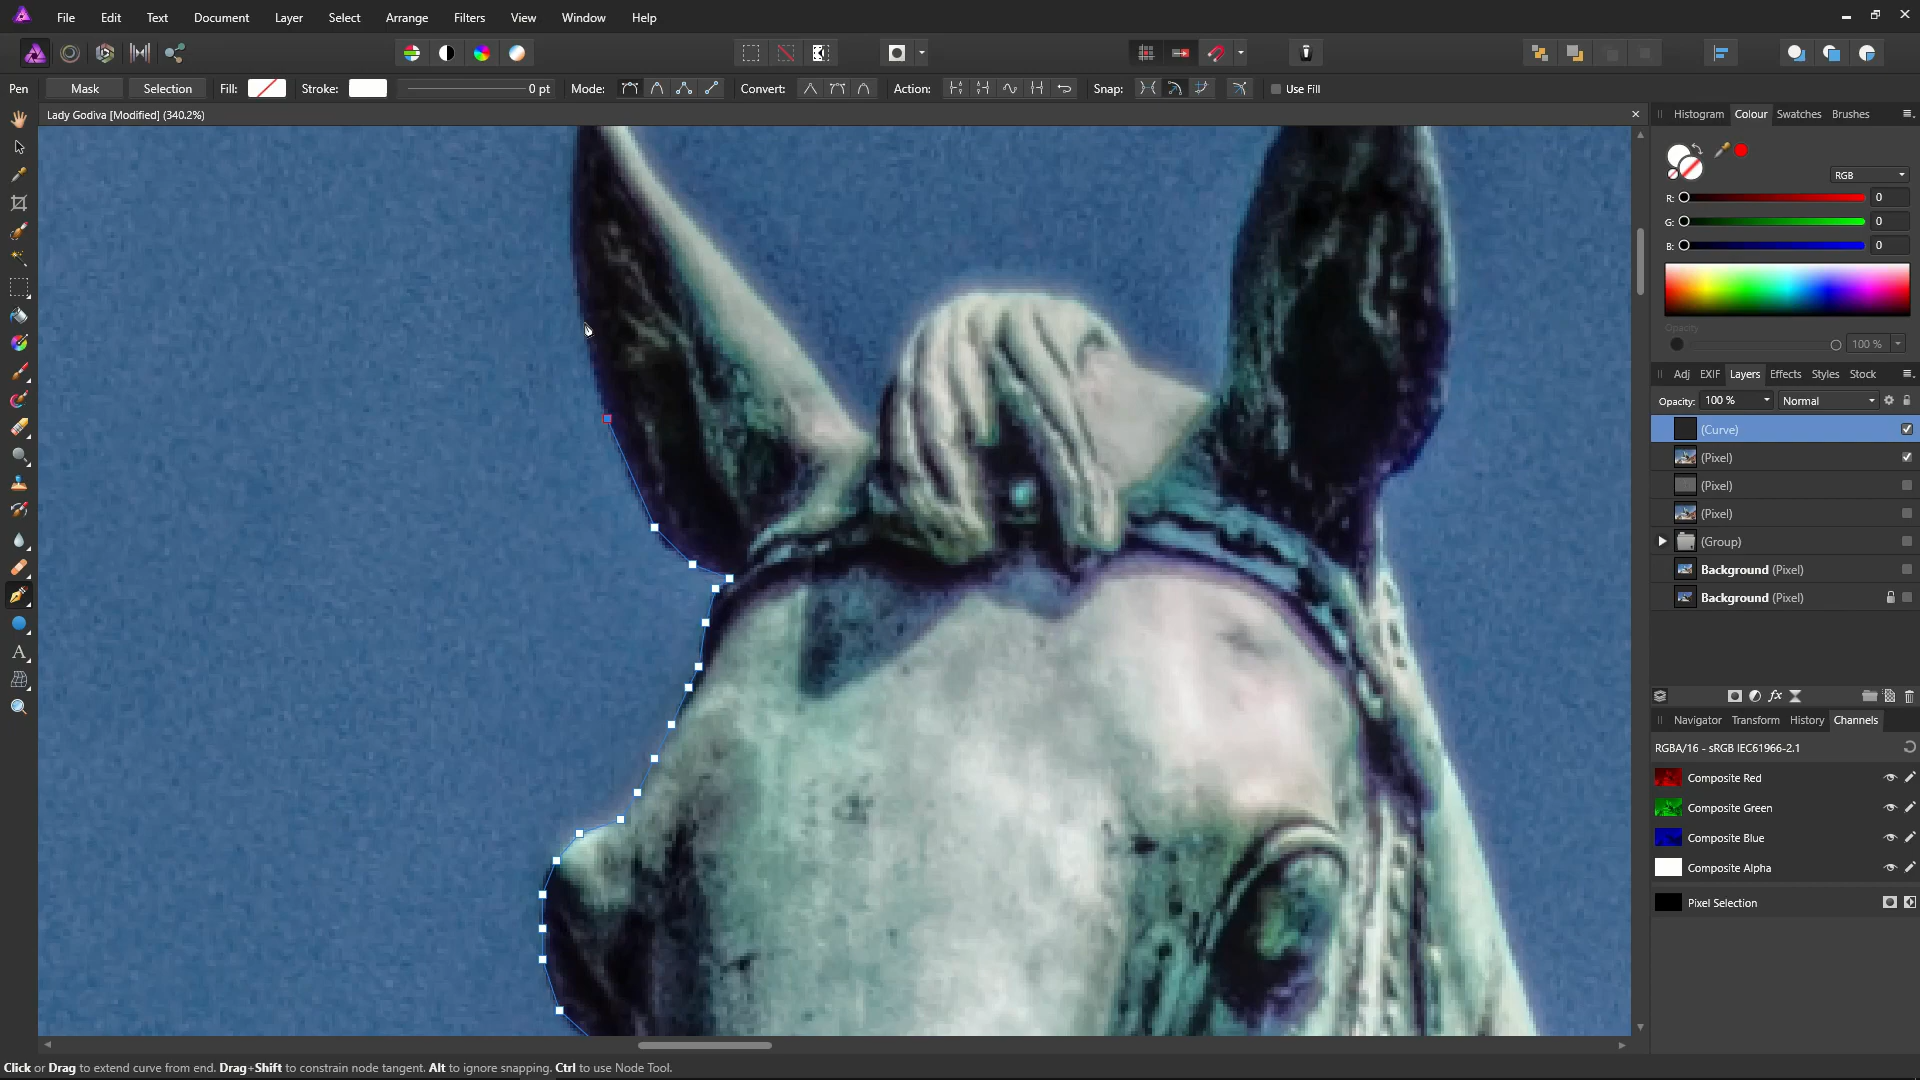 File Edit Text Document Layer Select Arrange Filters View Window Help
Pen Mask Selection Fill: Stroke: 0 pt Mode: Convert: Action: Snap: Use Fill
Lady Godiva [Modified] (340.2%)
Histogram Colour Swatches Brushes
RGB
R: 0
G: 0
B: 0
Opacity
100 %
Adj EXIF Layers Effects Styles Stock
Opacity: 100 % Normal
(Curve)
(Pixel)
(Pixel)
(Pixel)
(Group)
Background (Pixel)
Background (Pixel)
fx
Navigator Transform History Channels
RGBA/16 - sRGB IEC61966-2.1
Composite Red
Composite Green
Composite Blue
Composite Alpha
Pixel Selection
Click or Drag to extend curve from end. Drag+Shift to constrain node tangent. Alt to ignore snapping. Ctrl to use Node Tool.